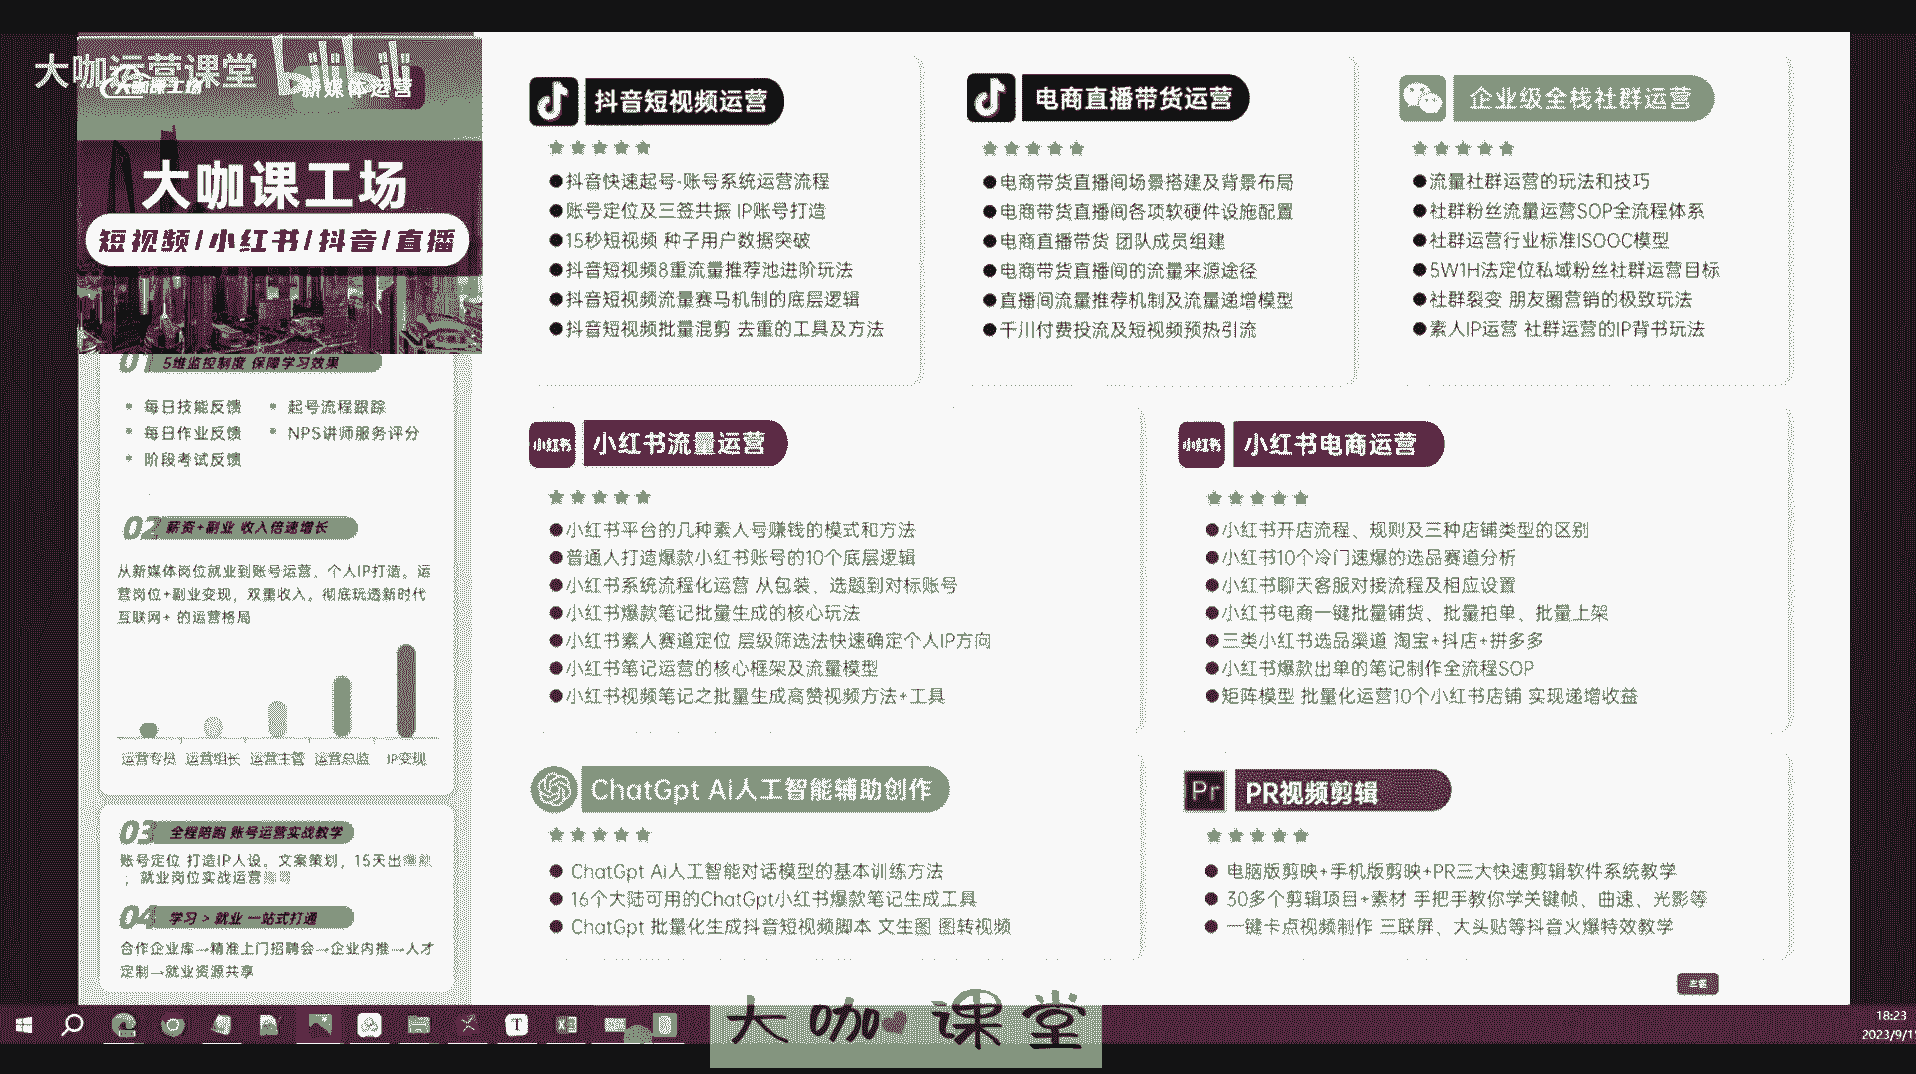 大咖运营课堂 bilibili
大咖课工场 新媒体运营
大咖课工场
短视频/小红书/抖音/直播
01 5维监控制度 保障学习效果
每日技能反馈 起号流程跟踪
每日作业反馈 NPS讲师服务评分
阶段考试反馈
02 薪资+副业 收入倍速增长
从新媒体岗位就业到账号运营、个人IP打造。运
营岗位+副业变现，双重收入。彻底玩透新时代
互联网+ 的运营格局
运营专员 运营组长 运营主管 运营总监 IP变现
03 全程陪跑 账号运营实战教学
账号定位 打造IP人设。文案策划，15天出
；就业岗位实战运营
04 学习 > 就业 一站式打通
合作企业库→精准上门招聘会→企业内推→人才
定制→就业资源共享
抖音短视频运营
●抖音快速起号-账号系统运营流程
●账号定位及三签共振 IP账号打造
●15秒短视频 种子用户数据突破
●抖音短视频8重流量推荐池进阶玩法
●抖音短视频流量赛马机制的底层逻辑
●抖音短视频批量混剪 去重的工具及方法
电商直播带货运营
●电商带货直播间场景搭建及背景布局
●电商带货直播间各项软硬件设施配置
●电商直播带货 团队成员组建
●电商带货直播间的流量来源途径
●直播间流量推荐机制及流量递增模型
●千川付费投流及短视频预热引流
企业级全栈社群运营
●流量社群运营的玩法和技巧
●社群粉丝流量运营SOP全流程体系
●社群运营行业标准ISOOC模型
●5W1H法定位私域粉丝社群运营目标
●社群裂变 朋友圈营销的极致玩法
●素人IP运营 社群运营的IP背书玩法
小红书 小红书流量运营
●小红书平台的几种素人号赚钱的模式和方法
●普通人打造爆款小红书账号的10个底层逻辑
●小红书系统流程化运营 从包装、选题到对标账号
●小红书爆款笔记批量生成的核心玩法
●小红书素人赛道定位 层级筛选法快速确定个人IP方向
●小红书笔记运营的核心框架及流量模型
●小红书视频笔记之批量生成高赞视频方法+工具
小红书 小红书电商运营
●小红书开店流程、规则及三种店铺类型的区别
●小红书10个冷门速爆的选品赛道分析
●小红书聊天客服对接流程及相应设置
●小红书电商一键批量铺货、批量拍单、批量上架
●三类小红书选品渠道 淘宝+抖店+拼多多
●小红书爆款出单的笔记制作全流程SOP
●矩阵模型 批量化运营10个小红书店铺 实现递增收益
ChatGpt Ai人工智能辅助创作
● ChatGpt Ai人工智能对话模型的基本训练方法
● 16个大陆可用的ChatGpt小红书爆款笔记生成工具
● ChatGpt 批量化生成抖音短视频脚本 文生图 图转视频
Pr PR视频剪辑
● 电脑版剪映+手机版剪映+PR三大快速剪辑软件系统教学
● 30多个剪辑项目+素材 手把手教你学关键帧、曲速、光影等
● 一键卡点视频制作 三联屏、大头贴等抖音火爆特效教学
大咖课堂
18:23
2023/9/1